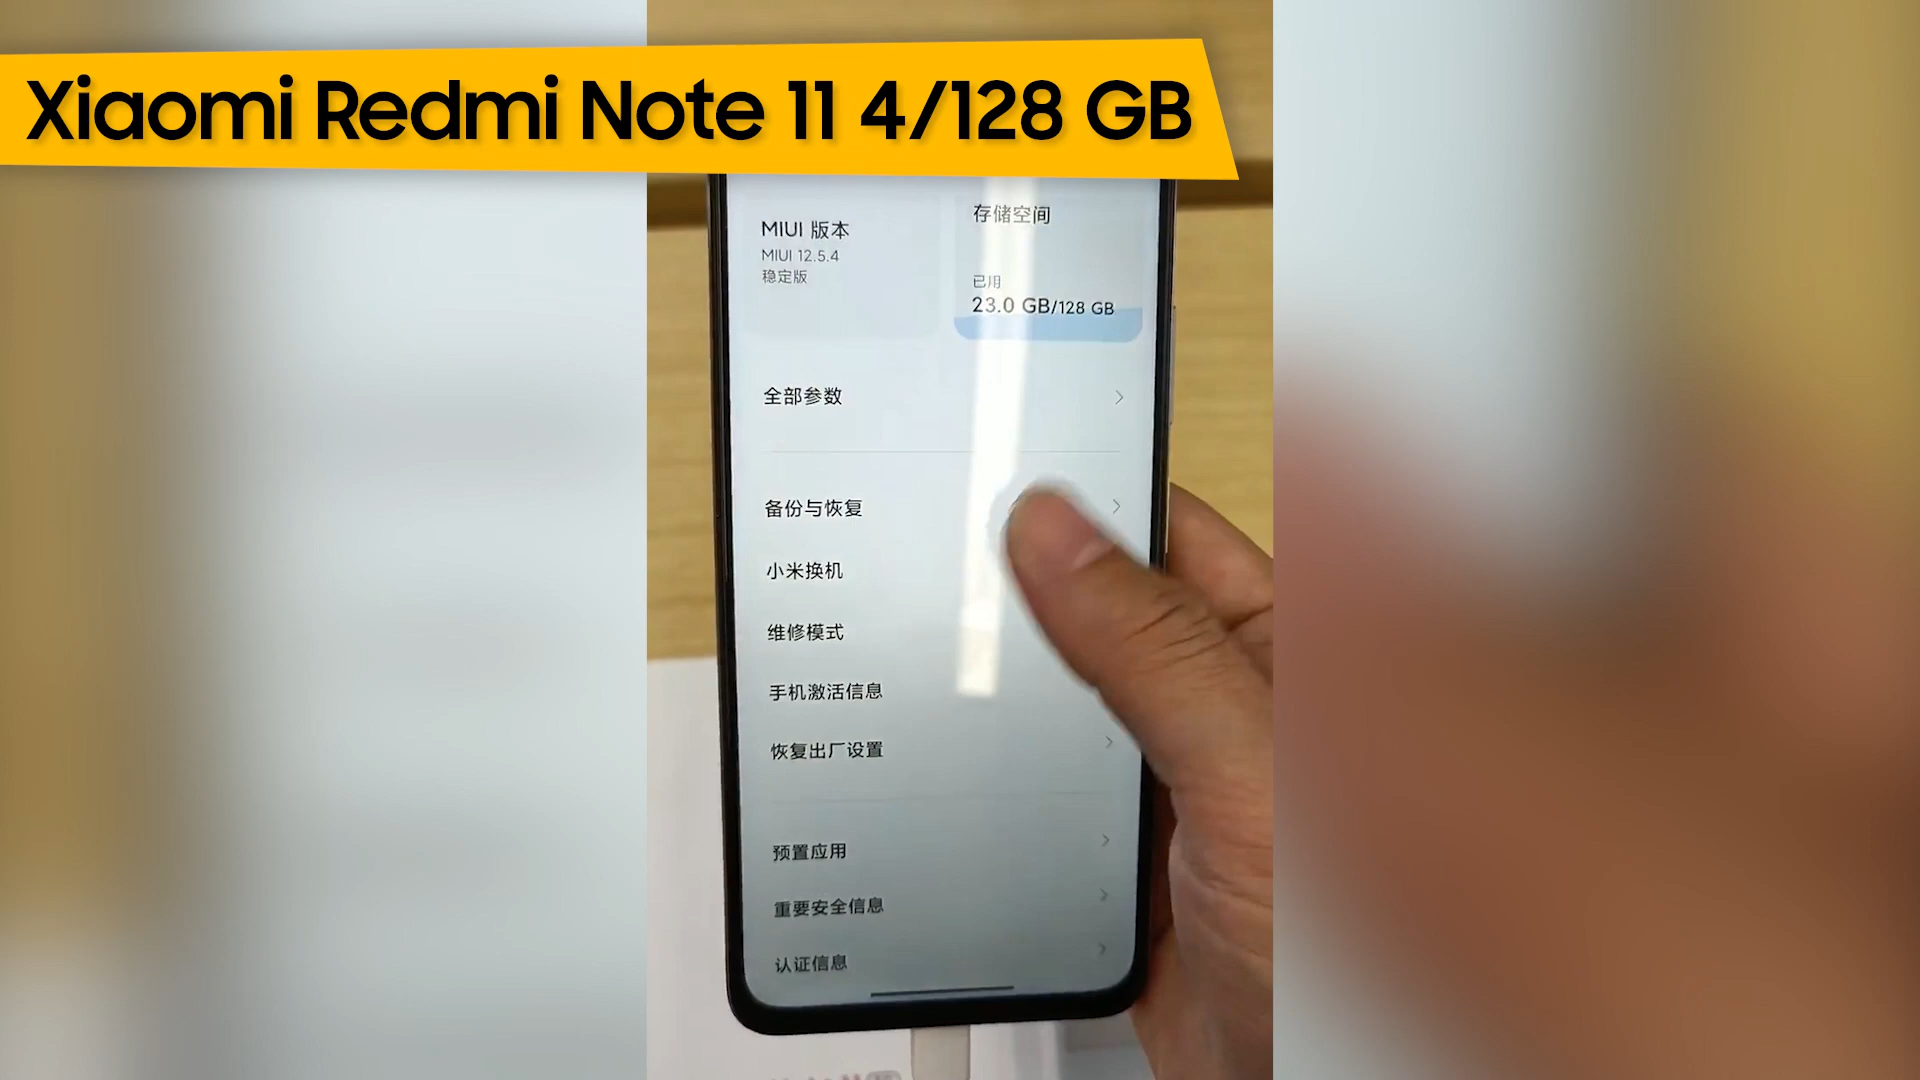 Xiaomi Redmi Note 11 4/128 GB
MIUI 版本
MIUI 12.5.4
稳定版
存储空间
已用
23.0 GB/128 GB
全部参数
备份与恢复
小米换机
维修模式
手机激活信息
恢复出厂设置
预置应用
重要安全信息
认证信息